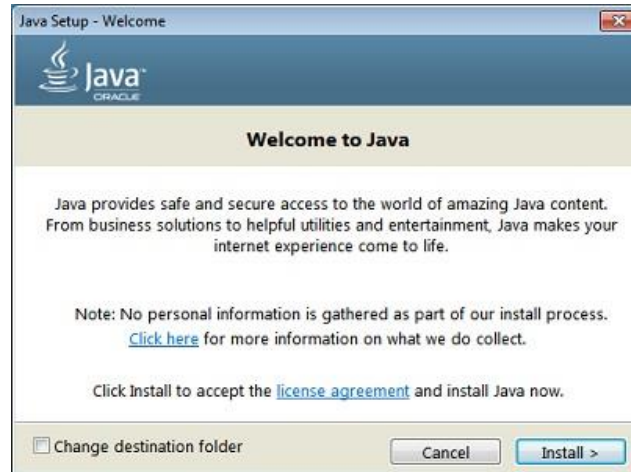 Java Setup - Welcome
Java™
ORACLE
Welcome to Java
Java provides safe and secure access to the world of amazing Java content.
From business solutions to helpful utilities and entertainment, Java makes your
internet experience come to life.
Note: No personal information is gathered as part of our install process.
Click here for more information on what we do collect.
Click Install to accept the license agreement and install Java now.
Change destination folder
Cancel
Install >